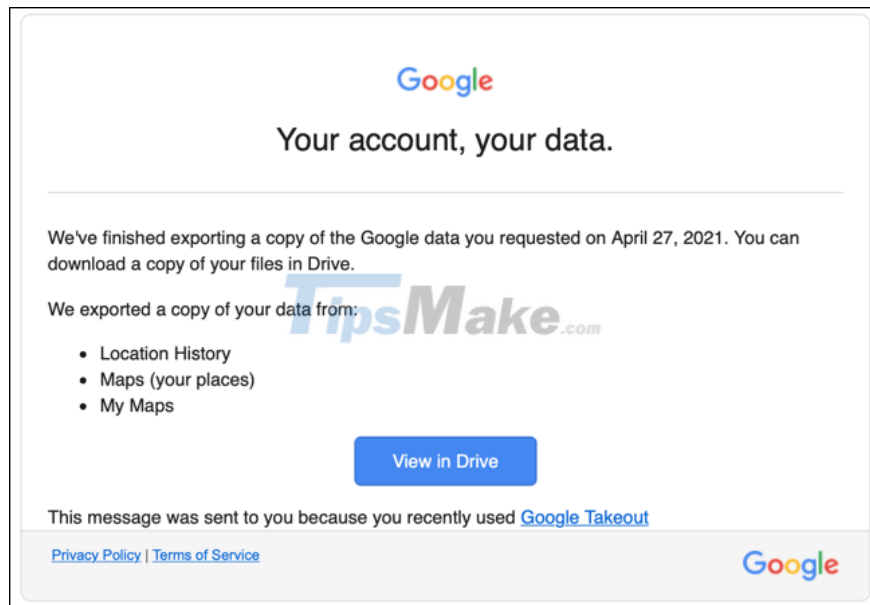 Google
Your account, your data.
We've finished exporting a copy of the Google data you requested on April 27, 2021. You can
download a copy of your files in Drive.
TipsMake.com
We exported a copy of your data from:
• Location History
• Maps (your places)
• My Maps
View in Drive
This message was sent to you because you recently used Google Takeout
Privacy Policy | Terms of Service
Google